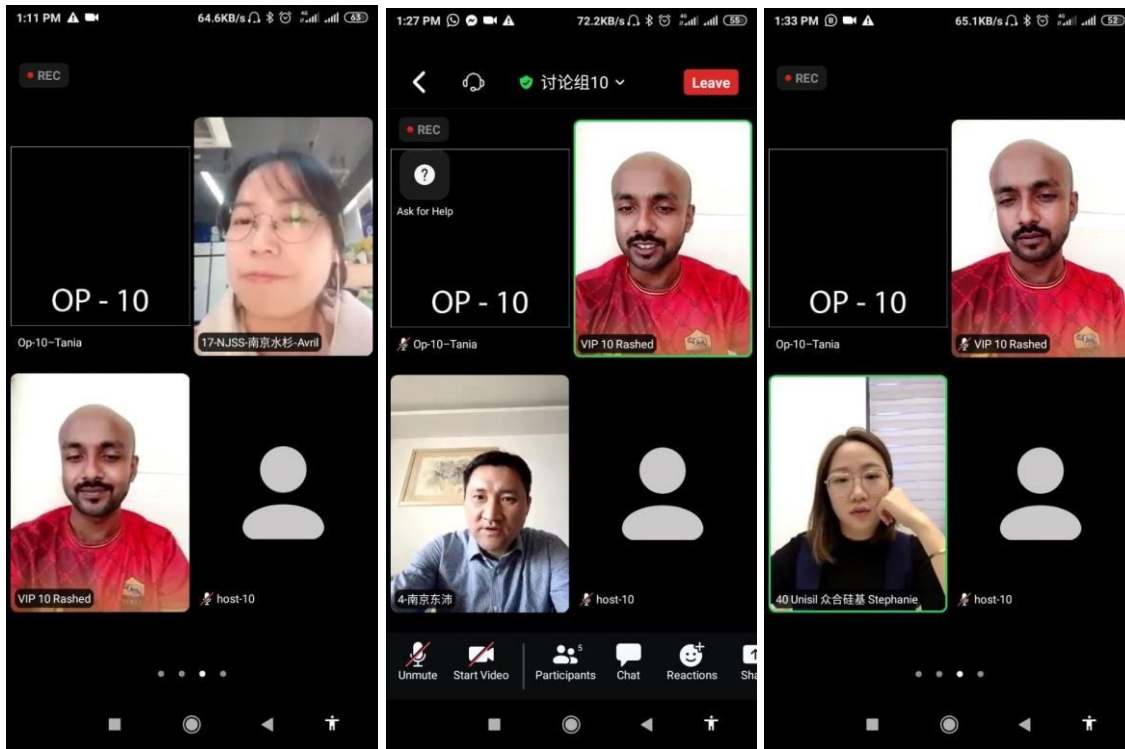 1:11 PM
64.6KB/s
4G
63
REC
OP - 10
Op-10-Tania
17-NJSS-南京水杉-Avril
VIP 10 Rashed
host-10
1:27 PM
72.2KB/s
4G
55
讨论组10
Leave
REC
Ask for Help
OP - 10
Op-10-Tania
VIP 10 Rashed
4-南京东沛
host-10
Unmute
Start Video
Participants
5
Chat
Reactions
Sha
1:33 PM
65.1KB/s
4G
52
REC
OP - 10
Op-10-Tania
VIP 10 Rashed
40 Unisil 众合硅基 Stephanie
host-10